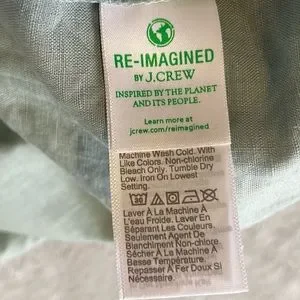 RE-IMAGINED
BY J.CREW
INSPIRED BY THE PLANET
AND ITS PEOPLE.
Learn more at
jcrew.com/reimagined
Machine Wash Cold. With
Like Colors. Non-chlorine
Bleach Only. Tumble Dry
Low. Iron On Lowest
Setting.
30
Laver À La Machine À
L'eau Froide. Laver En
Séparant Les Couleurs.
Seulement Agent De
Blanchiment Non-chlore.
Sécher À La Machine À
Basse Température.
Repasser À Fer Doux Si
Nécessaire.